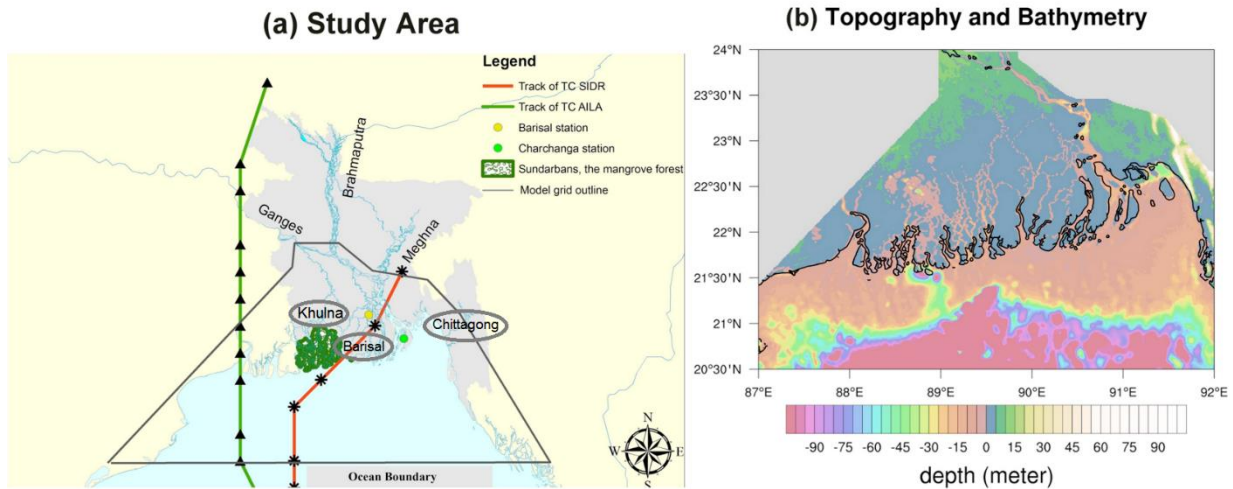 (a) Study Area
Legend
Track of TC SIDR
Track of TC AILA
Barisal station
Charchanga station
Sundarbans, the mangrove forest
Model grid outline
Brahmaputra
Ganges
Meghna
Khulna
Chittagong
Barisal
N
W E
S
Ocean Boundary
(b) Topography and Bathymetry
24°N
23°30'N
23°N
22°30'N
22°N
21°30'N
21°N
20°30'N
87°E 88°E 89°E 90°E 91°E 92°E
-90 -75 -60 -45 -30 -15 0 15 30 45 60 75 90
depth (meter)